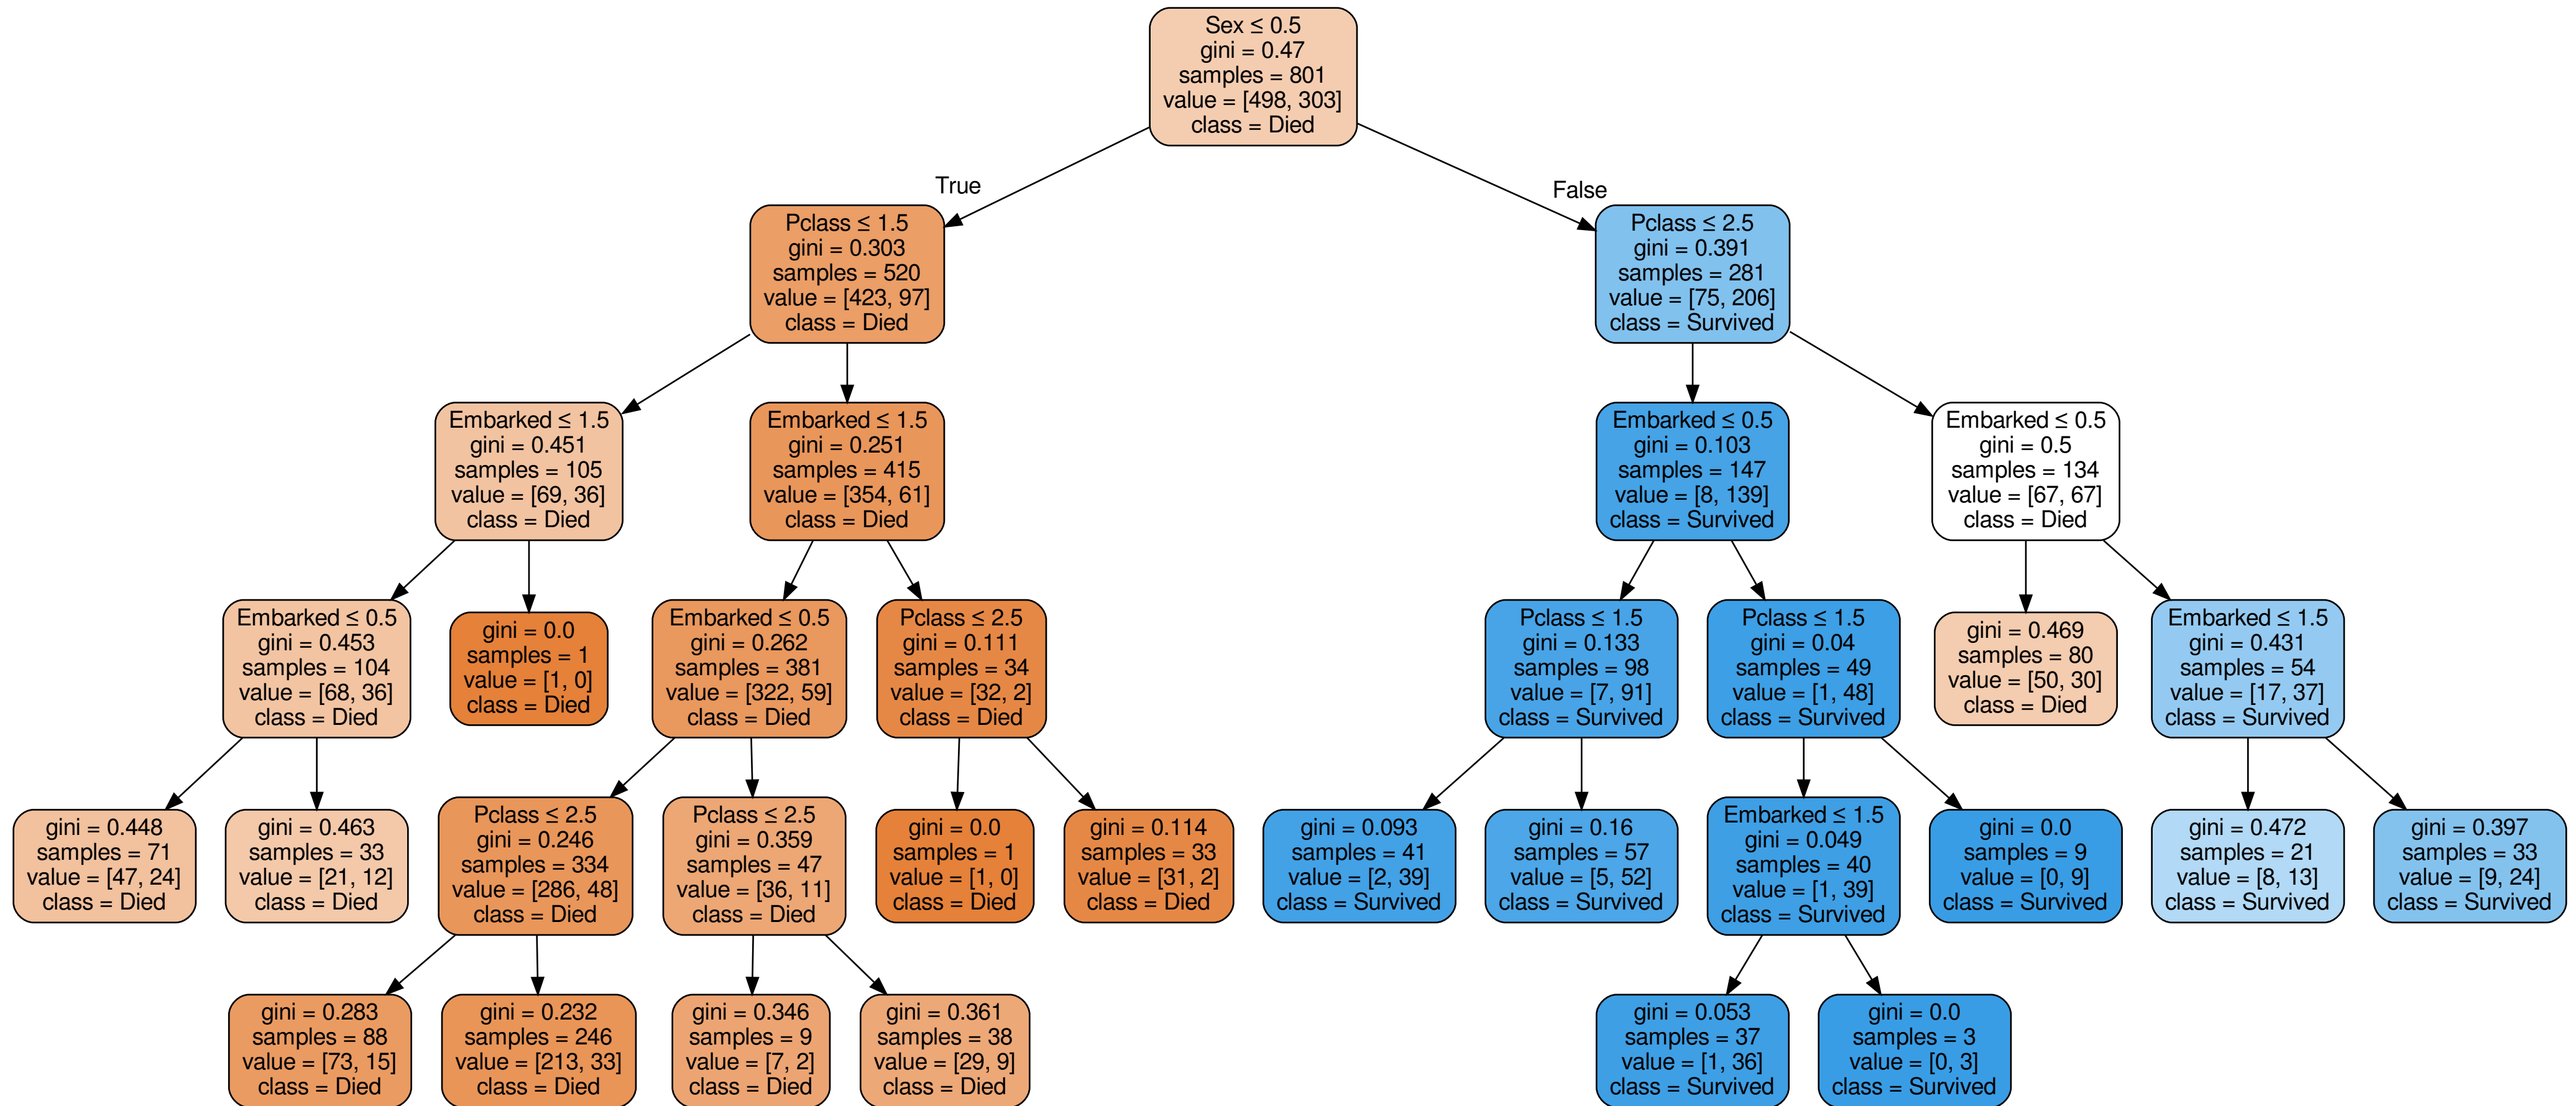 Sex ≤ 0.5
gini = 0.47
samples = 801
value = [498, 303]
class = Died
True
False
Pclass ≤ 1.5
gini = 0.303
samples = 520
value = [423, 97]
class = Died
Pclass ≤ 2.5
gini = 0.391
samples = 281
value = [75, 206]
class = Survived
Embarked ≤ 1.5
gini = 0.451
samples = 105
value = [69, 36]
class = Died
Embarked ≤ 1.5
gini = 0.251
samples = 415
value = [354, 61]
class = Died
Embarked ≤ 0.5
gini = 0.103
samples = 147
value = [8, 139]
class = Survived
Embarked ≤ 0.5
gini = 0.5
samples = 134
value = [67, 67]
class = Died
Embarked ≤ 0.5
gini = 0.453
samples = 104
value = [68, 36]
class = Died
gini = 0.0
samples = 1
value = [1, 0]
class = Died
Embarked ≤ 0.5
gini = 0.262
samples = 381
value = [322, 59]
class = Died
Pclass ≤ 2.5
gini = 0.111
samples = 34
value = [32, 2]
class = Died
Pclass ≤ 1.5
gini = 0.133
samples = 98
value = [7, 91]
class = Survived
Pclass ≤ 1.5
gini = 0.04
samples = 49
value = [1, 48]
class = Survived
gini = 0.469
samples = 80
value = [50, 30]
class = Died
Embarked ≤ 1.5
gini = 0.431
samples = 54
value = [17, 37]
class = Survived
gini = 0.448
samples = 71
value = [47, 24]
class = Died
gini = 0.463
samples = 33
value = [21, 12]
class = Died
Pclass ≤ 2.5
gini = 0.246
samples = 334
value = [286, 48]
class = Died
Pclass ≤ 2.5
gini = 0.359
samples = 47
value = [36, 11]
class = Died
gini = 0.0
samples = 1
value = [1, 0]
class = Died
gini = 0.114
samples = 33
value = [31, 2]
class = Died
gini = 0.093
samples = 41
value = [2, 39]
class = Survived
gini = 0.16
samples = 57
value = [5, 52]
class = Survived
Embarked ≤ 1.5
gini = 0.049
samples = 40
value = [1, 39]
class = Survived
gini = 0.0
samples = 9
value = [0, 9]
class = Survived
gini = 0.472
samples = 21
value = [8, 13]
class = Survived
gini = 0.397
samples = 33
value = [9, 24]
class = Survived
gini = 0.283
samples = 88
value = [73, 15]
class = Died
gini = 0.232
samples = 246
value = [213, 33]
class = Died
gini = 0.346
samples = 9
value = [7, 2]
class = Died
gini = 0.361
samples = 38
value = [29, 9]
class = Died
gini = 0.053
samples = 37
value = [1, 36]
class = Survived
gini = 0.0
samples = 3
value = [0, 3]
class = Survived